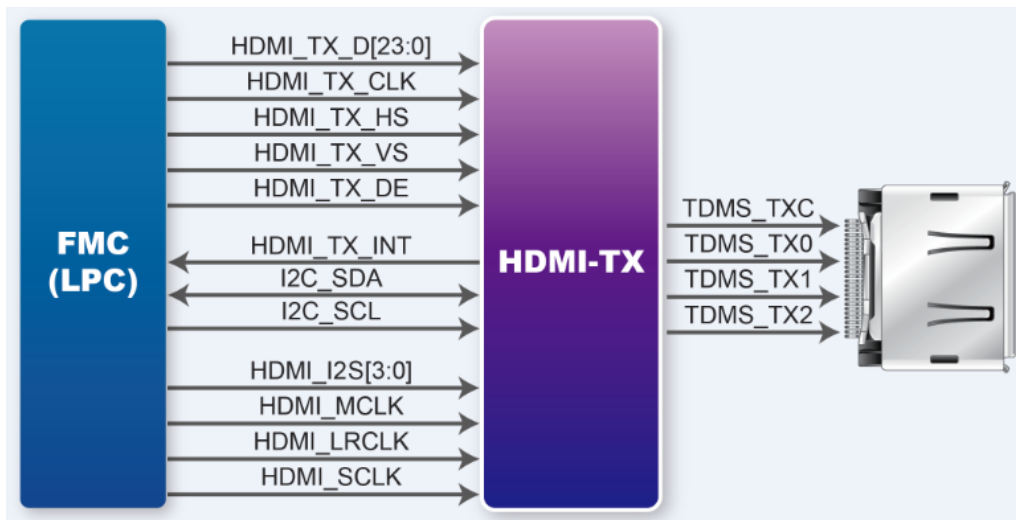 HDMI_TX_D[23:0]
HDMI_TX_CLK
HDMI_TX_HS
HDMI_TX_VS
HDMI_TX_DE
FMC
(LPC)
HDMI_TX_INT
I2C_SDA
I2C_SCL
HDMI_I2S[3:0]
HDMI_MCLK
HDMI_LRCLK
HDMI_SCLK
HDMI-TX
TDMS_TXC
TDMS_TX0
TDMS_TX1
TDMS_TX2